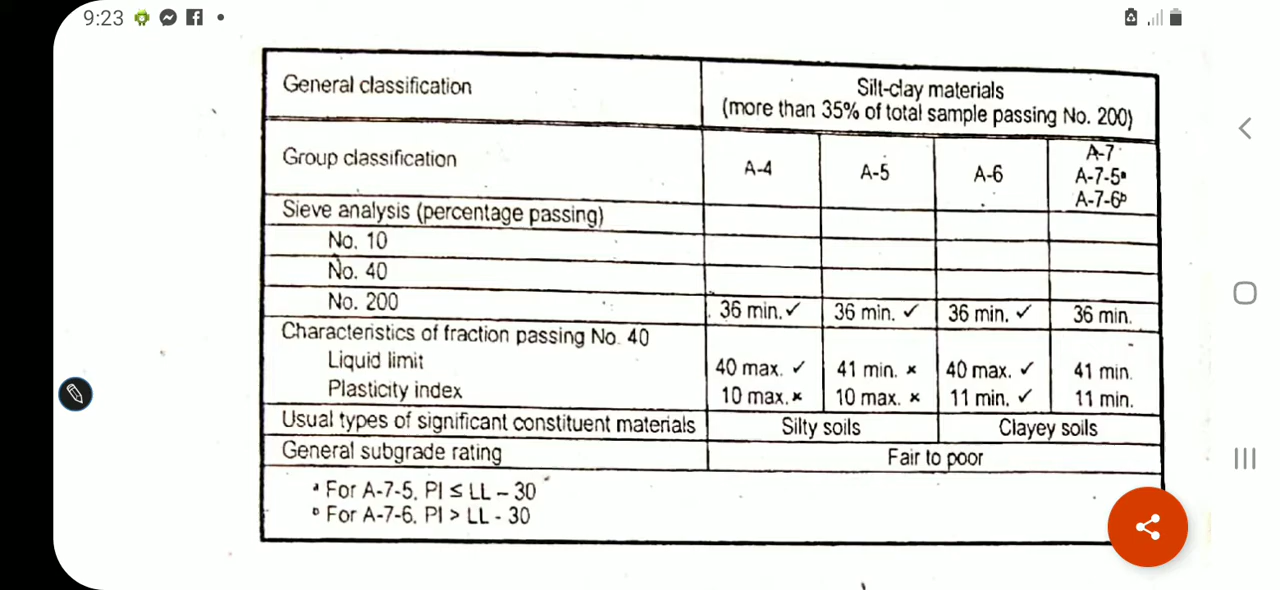 9:23
General classification
Silt-clay materials
(more than 35% of total sample passing No. 200)
Group classification
A-4
A-5
A-6
A-7
A-7-5ª
A-7-6ᵇ
Sieve analysis (percentage passing)
No. 10
No. 40
No. 200
36 min. ✓
36 min. ✓
36 min. ✓
36 min.
Characteristics of fraction passing No. 40
Liquid limit
40 max. ✓
41 min. ×
40 max. ✓
41 min.
Plasticity index
10 max. ×
10 max. ×
11 min. ✓
11 min.
Usual types of significant constituent materials
Silty soils
Clayey soils
General subgrade rating
Fair to poor
ª For A-7-5, PI ≤ LL – 30
ᵇ For A-7-6, PI > LL - 30